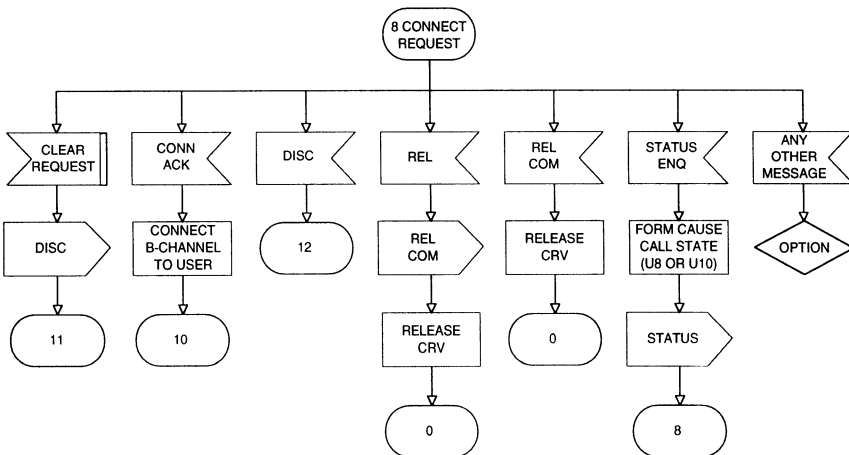 8 CONNECT
REQUEST
CLEAR
REQUEST
CONN
ACK
DISC
REL
REL
COM
STATUS
ENQ
ANY
OTHER
MESSAGE
DISC
CONNECT
B-CHANNEL
TO USER
12
REL
COM
RELEASE
CRV
FORM CAUSE
CALL STATE
(U8 OR U10)
OPTION
11
10
RELEASE
CRV
0
STATUS
0
8